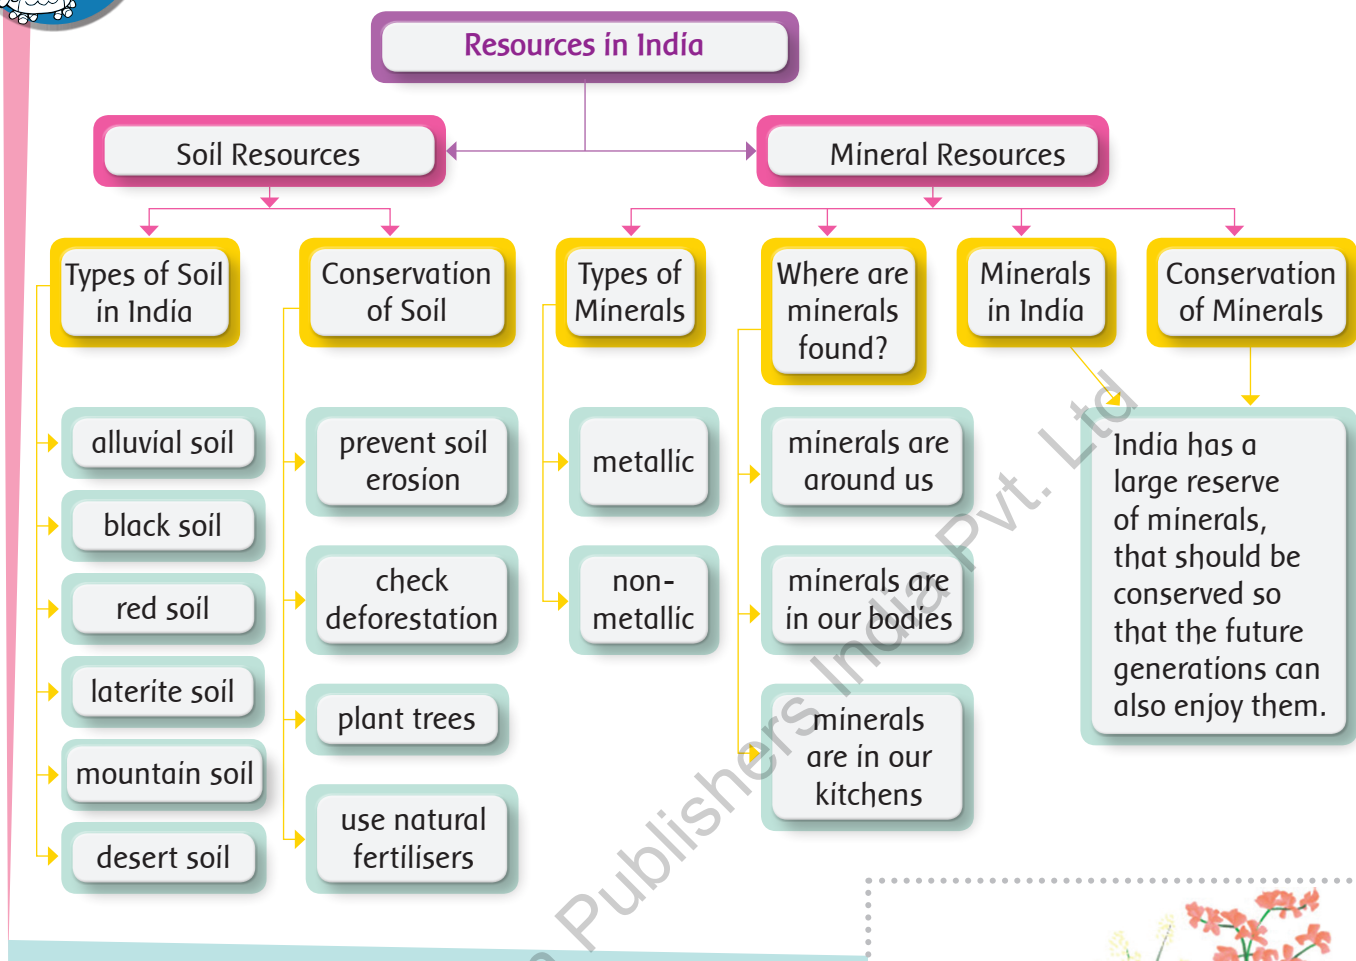 Resources in India
Soil Resources
Mineral Resources
Types of Soil
in India
Conservation
of Soil
Types of
Minerals
Where are
minerals
found?
Minerals
in India
Conservation
of Minerals
alluvial soil
black soil
red soil
laterite soil
mountain soil
desert soil
prevent soil
erosion
check
deforestation
plant trees
use natural
fertilisers
metallic
non-
metallic
minerals are
around us
minerals are
in our bodies
minerals
are in our
kitchens
India has a
large reserve
of minerals,
that should be
conserved so
that the future
generations can
also enjoy them.
Publishers India Pvt. Ltd